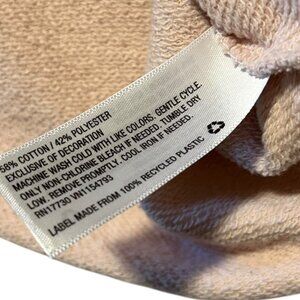 58% COTTON / 42% POLYESTER
EXCLUSIVE OF DECORATION
MACHINE WASH COLD WITH LIKE COLORS. GENTLE CYCLE
ONLY NON-CHLORINE BLEACH IF NEEDED. TUMBLE DRY
LOW. REMOVE PROMPTLY. COOL IRON IF NEEDED.
RN17730 VN154793
LABEL MADE FROM 100% RECYCLED PLASTIC